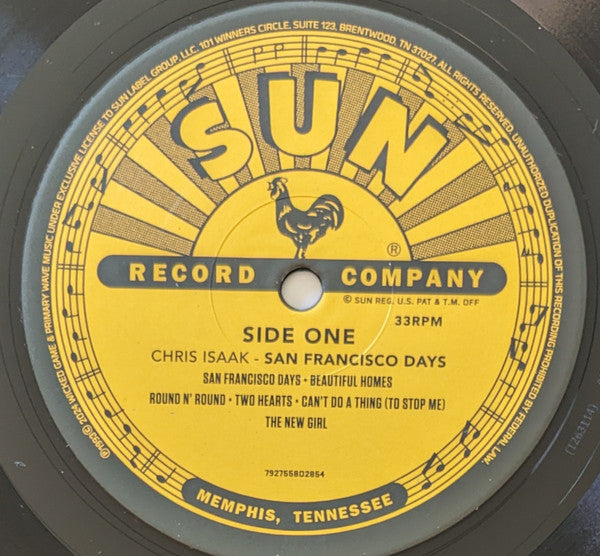 ℗1993 © 2024 WICKED GAME & PRIMARY WAVE MUSIC UNDER EXCLUSIVE LICENSE TO SUN LABEL GROUP, LLC. 101 WINNERS CIRCLE, SUITE 123, BRENTWOOD, TN 37027. ALL RIGHTS RESERVED. UNAUTHORIZED DUPLICATION OF THIS RECORDING PROHIBITED BY FEDERAL LAW.
SUN
®
RECORD COMPANY
© SUN REG. U.S. PAT & T.M. OFF
33RPM
SIDE ONE
CHRIS ISAAK - SAN FRANCISCO DAYS
SAN FRANCISCO DAYS • BEAUTIFUL HOMES
ROUND N' ROUND • TWO HEARTS • CAN'T DO A THING (TO STOP ME)
THE NEW GIRL
792755802854
MEMPHIS, TENNESSEE
[1263114]